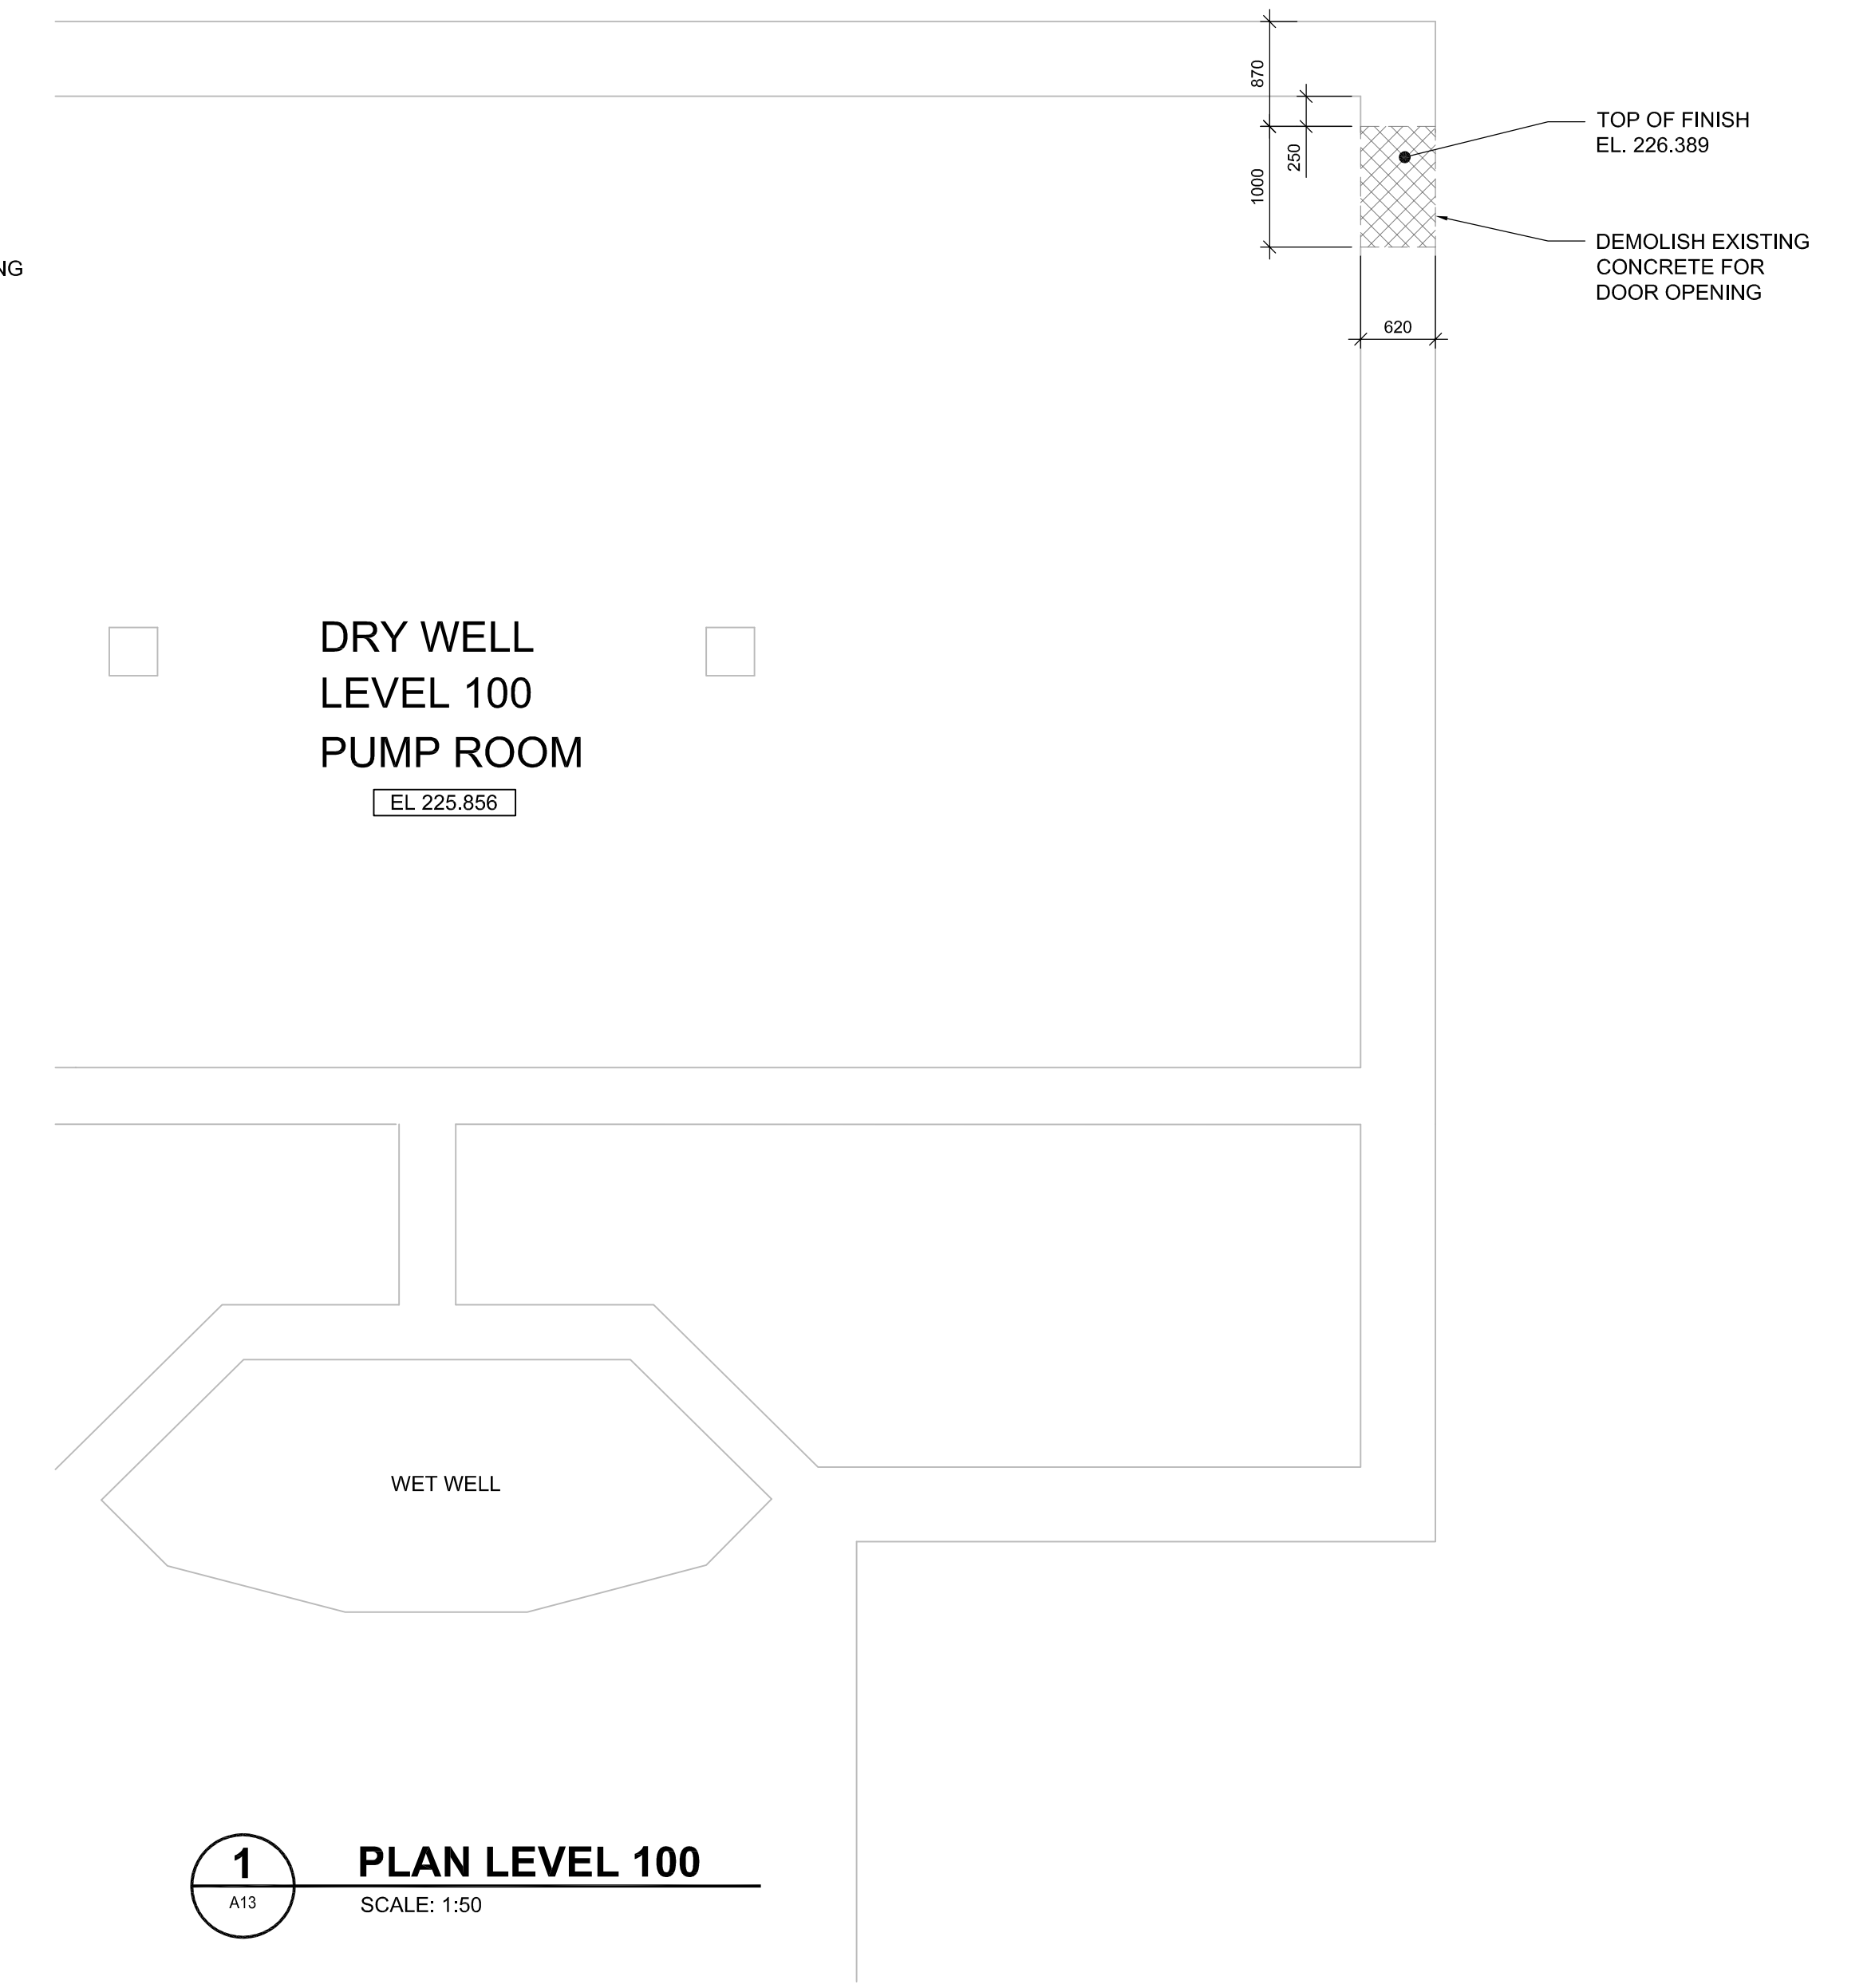 870
250
1000
TOP OF FINISH
EL. 226.389
DEMOLISH EXISTING
CONCRETE FOR
DOOR OPENING
NG
620
DRY WELL
LEVEL 100
PUMP ROOM
EL 225.856
WET WELL
1
A13
PLAN LEVEL 100
SCALE: 1:50